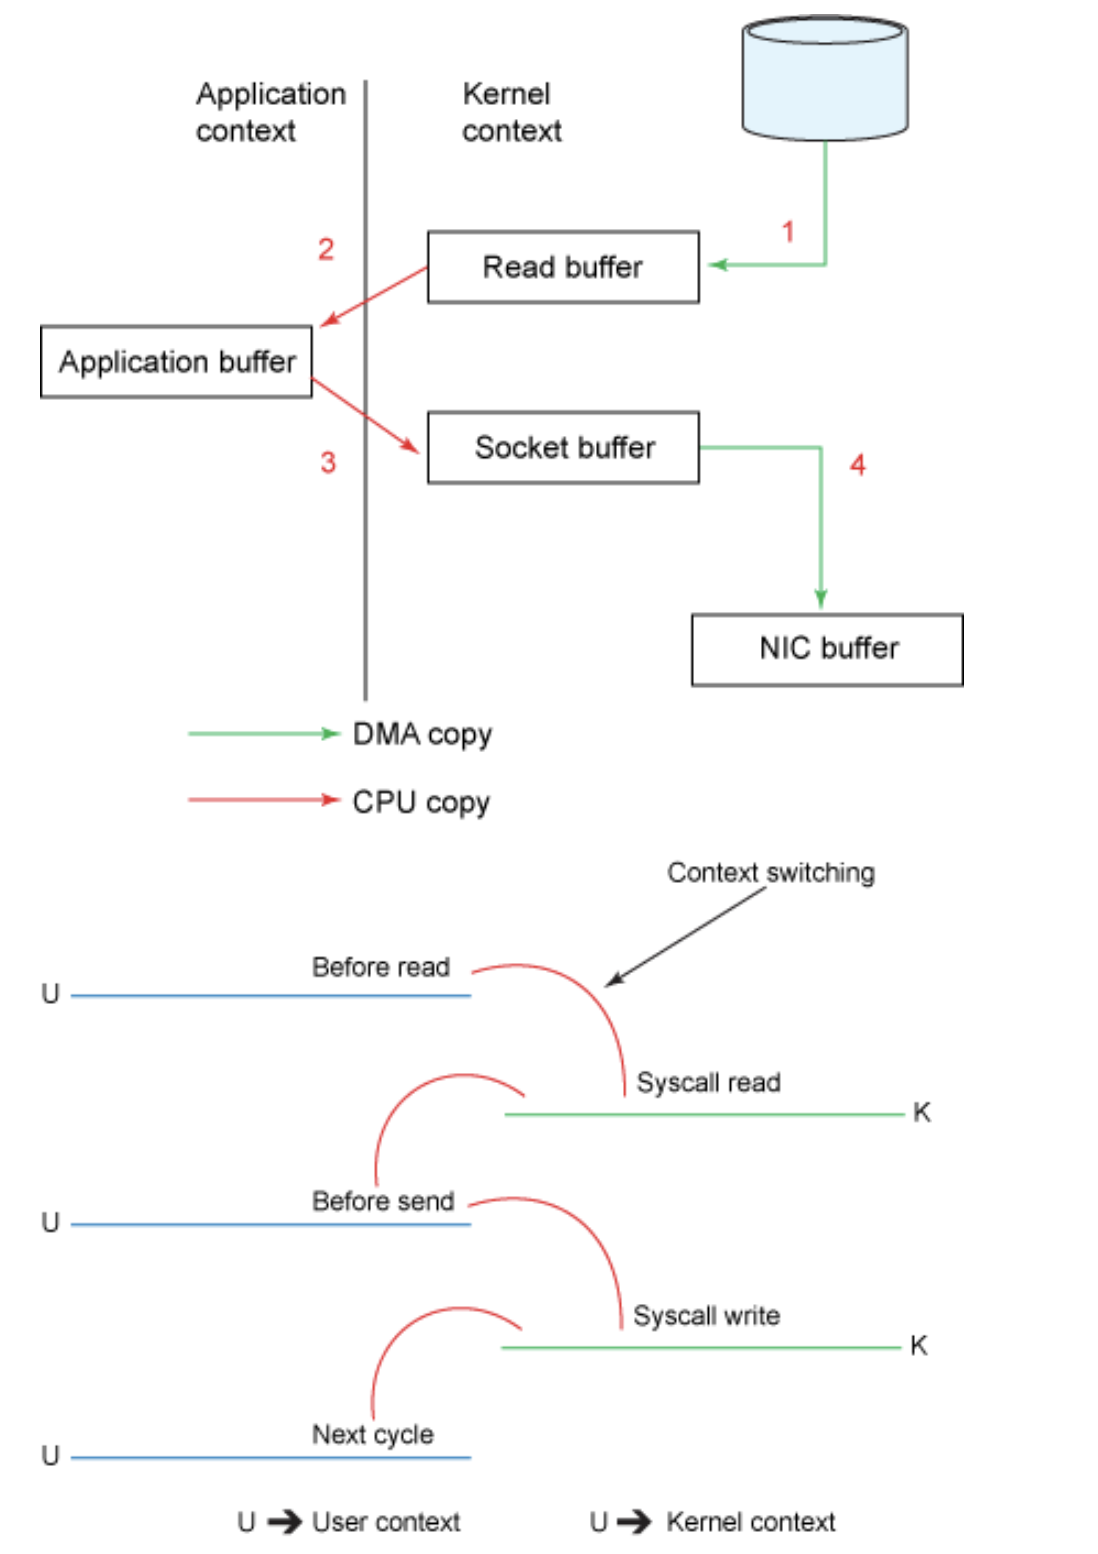 Application
context
Kernel
context
1
2
Read buffer
Application buffer
Socket buffer
3
4
NIC buffer
DMA copy
CPU copy
Context switching
Before read
U
Syscall read
K
Before send
U
Syscall write
K
Next cycle
U
U ➔ User context
U ➔ Kernel context